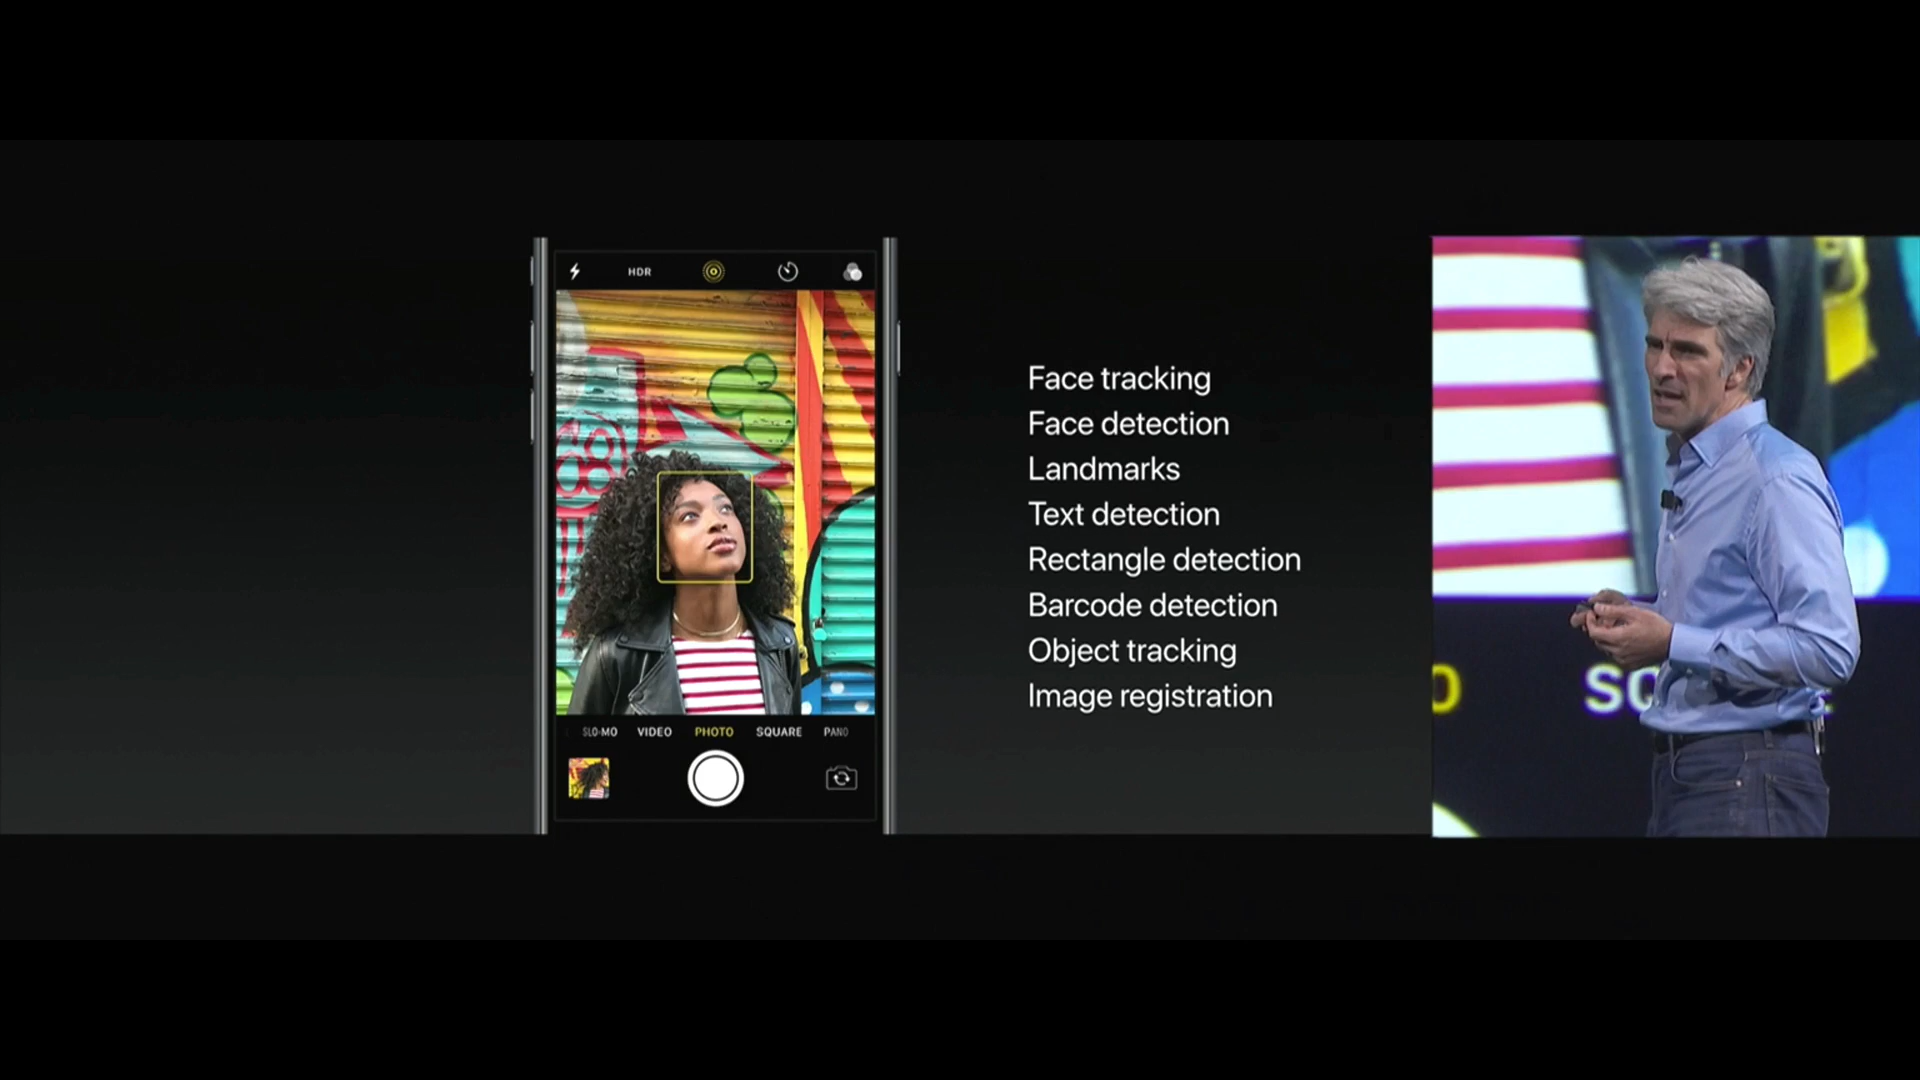 HDR
SLO-MO VIDEO PHOTO SQUARE PANO
Face tracking
Face detection
Landmarks
Text detection
Rectangle detection
Barcode detection
Object tracking
Image registration